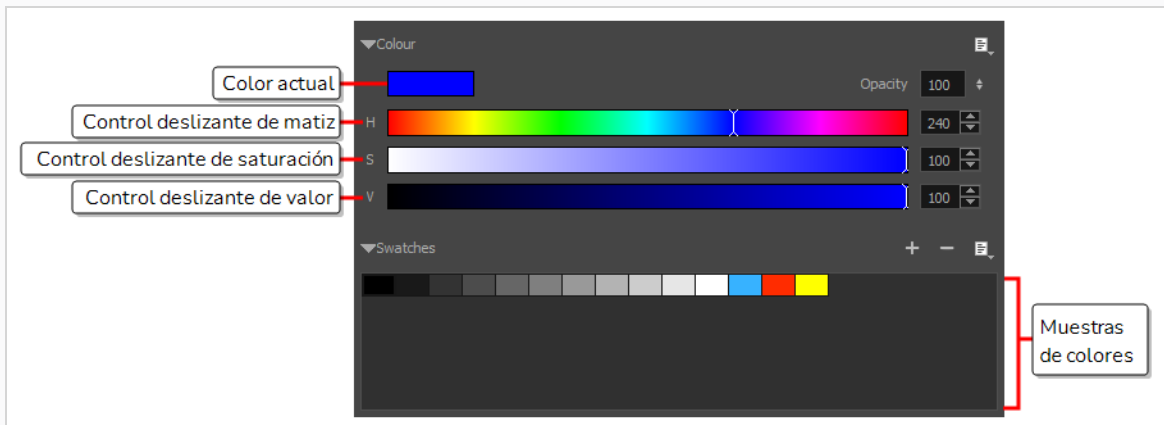 Colour
Color actual
Opacity 100
Control deslizante de matiz
H 240
Control deslizante de saturación
S 100
Control deslizante de valor
V 100
Swatches
Muestras
de colores